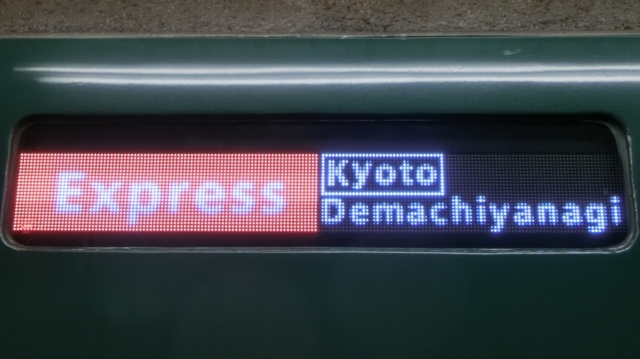 Express
Kyoto
Demachiyanagi